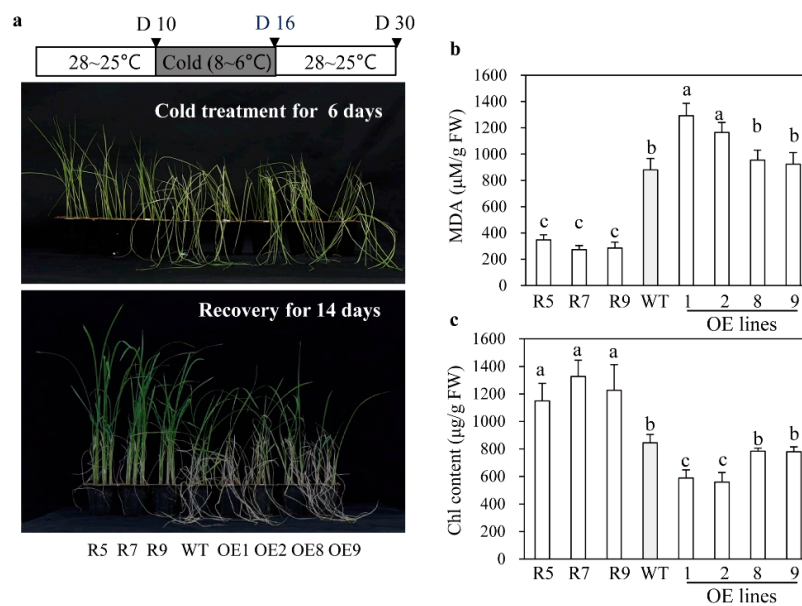 a
D 10 D 16 D 30
28~25°C Cold (8~6°C) 28~25°C
Cold treatment for 6 days
Recovery for 14 days
R5 R7 R9 WT OE1 OE2 OE8 OE9
b
MDA (µM/g FW)
1600
1400
1200
1000
800
600
400
200
0
c c c b a a b b
R5 R7 R9 WT 1 2 8 9
OE lines
c
Chl content (µg/g FW)
1600
1400
1200
1000
800
600
400
200
0
a a a b c c b b
R5 R7 R9 WT 1 2 8 9
OE lines